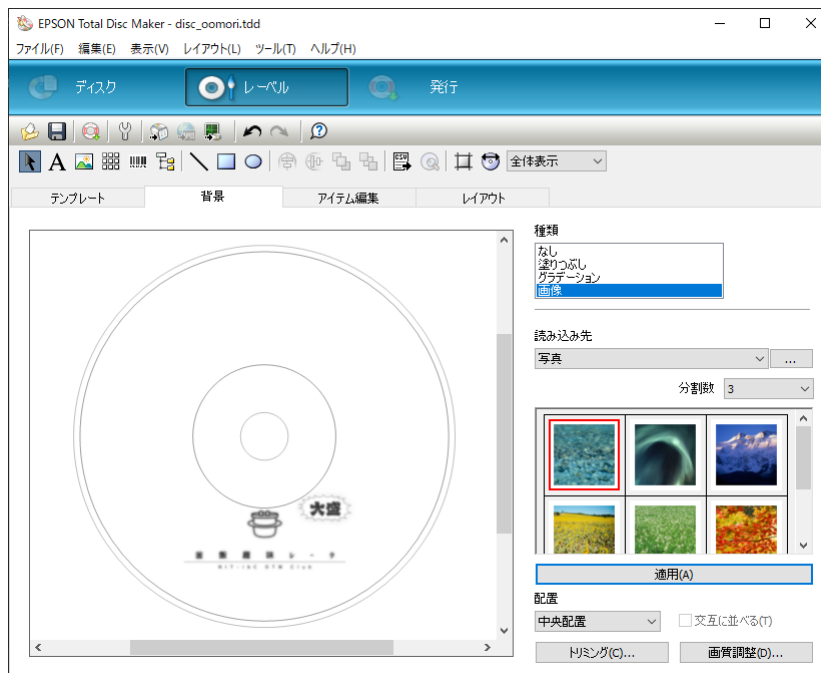 EPSON Total Disc Maker - disc_oomori.tdd
ファイル(F) 編集(E) 表示(V) レイアウト(L) ツール(T) ヘルプ(H)
ディスク レーベル 発行
A CSV 全体表示
テンプレート 背景 アイテム編集 レイアウト
種類
なし
塗りつぶし
グラデーション
画像
読み込み先
写真 ...
分割数 3
大盛
適用(A)
配置
中央配置 交互に並べる(T)
トリミング(C)... 画質調整(D)...